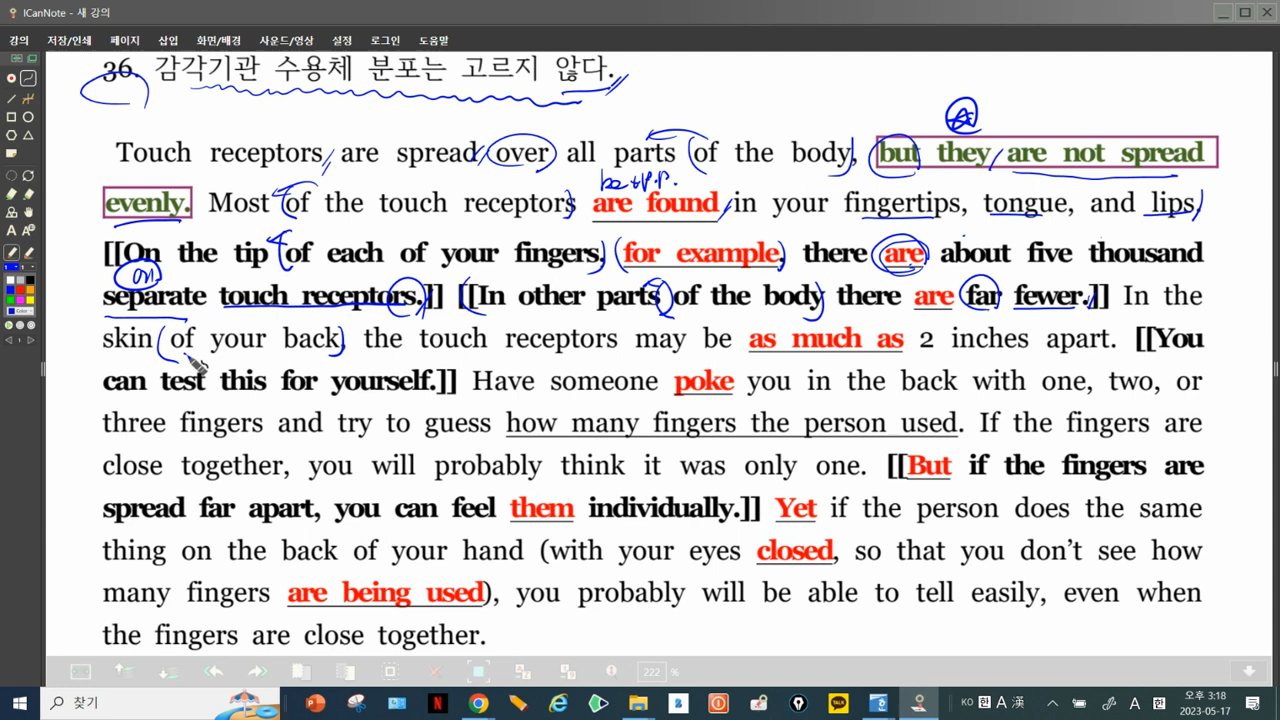 ICanNote - 새 강의
강의 저장/인쇄 페이지 삽입 화면/배경 사운드/영상 설정 로그인 도움말
36. 감각기관 수용체 분포는 고르지 않다.
Touch receptors are spread over all parts of the body, but they are not spread
be+p.p.
evenly. Most of the touch receptors are found in your fingertips, tongue, and lips.
[[On the tip of each of your fingers, for example, there are about five thousand
on.
separate touch receptors.]] [[In other parts of the body there are far fewer.]] In the
skin of your back, the touch receptors may be as much as 2 inches apart. [[You
can test this for yourself.]] Have someone poke you in the back with one, two, or
three fingers and try to guess how many fingers the person used. If the fingers are
close together, you will probably think it was only one. [[But if the fingers are
spread far apart, you can feel them individually.]] Yet if the person does the same
thing on the back of your hand (with your eyes closed, so that you don't see how
many fingers are being used), you probably will be able to tell easily, even when
the fingers are close together.
222 %
찾기
KO 한 A 漢
오후 3:18
2023-05-17